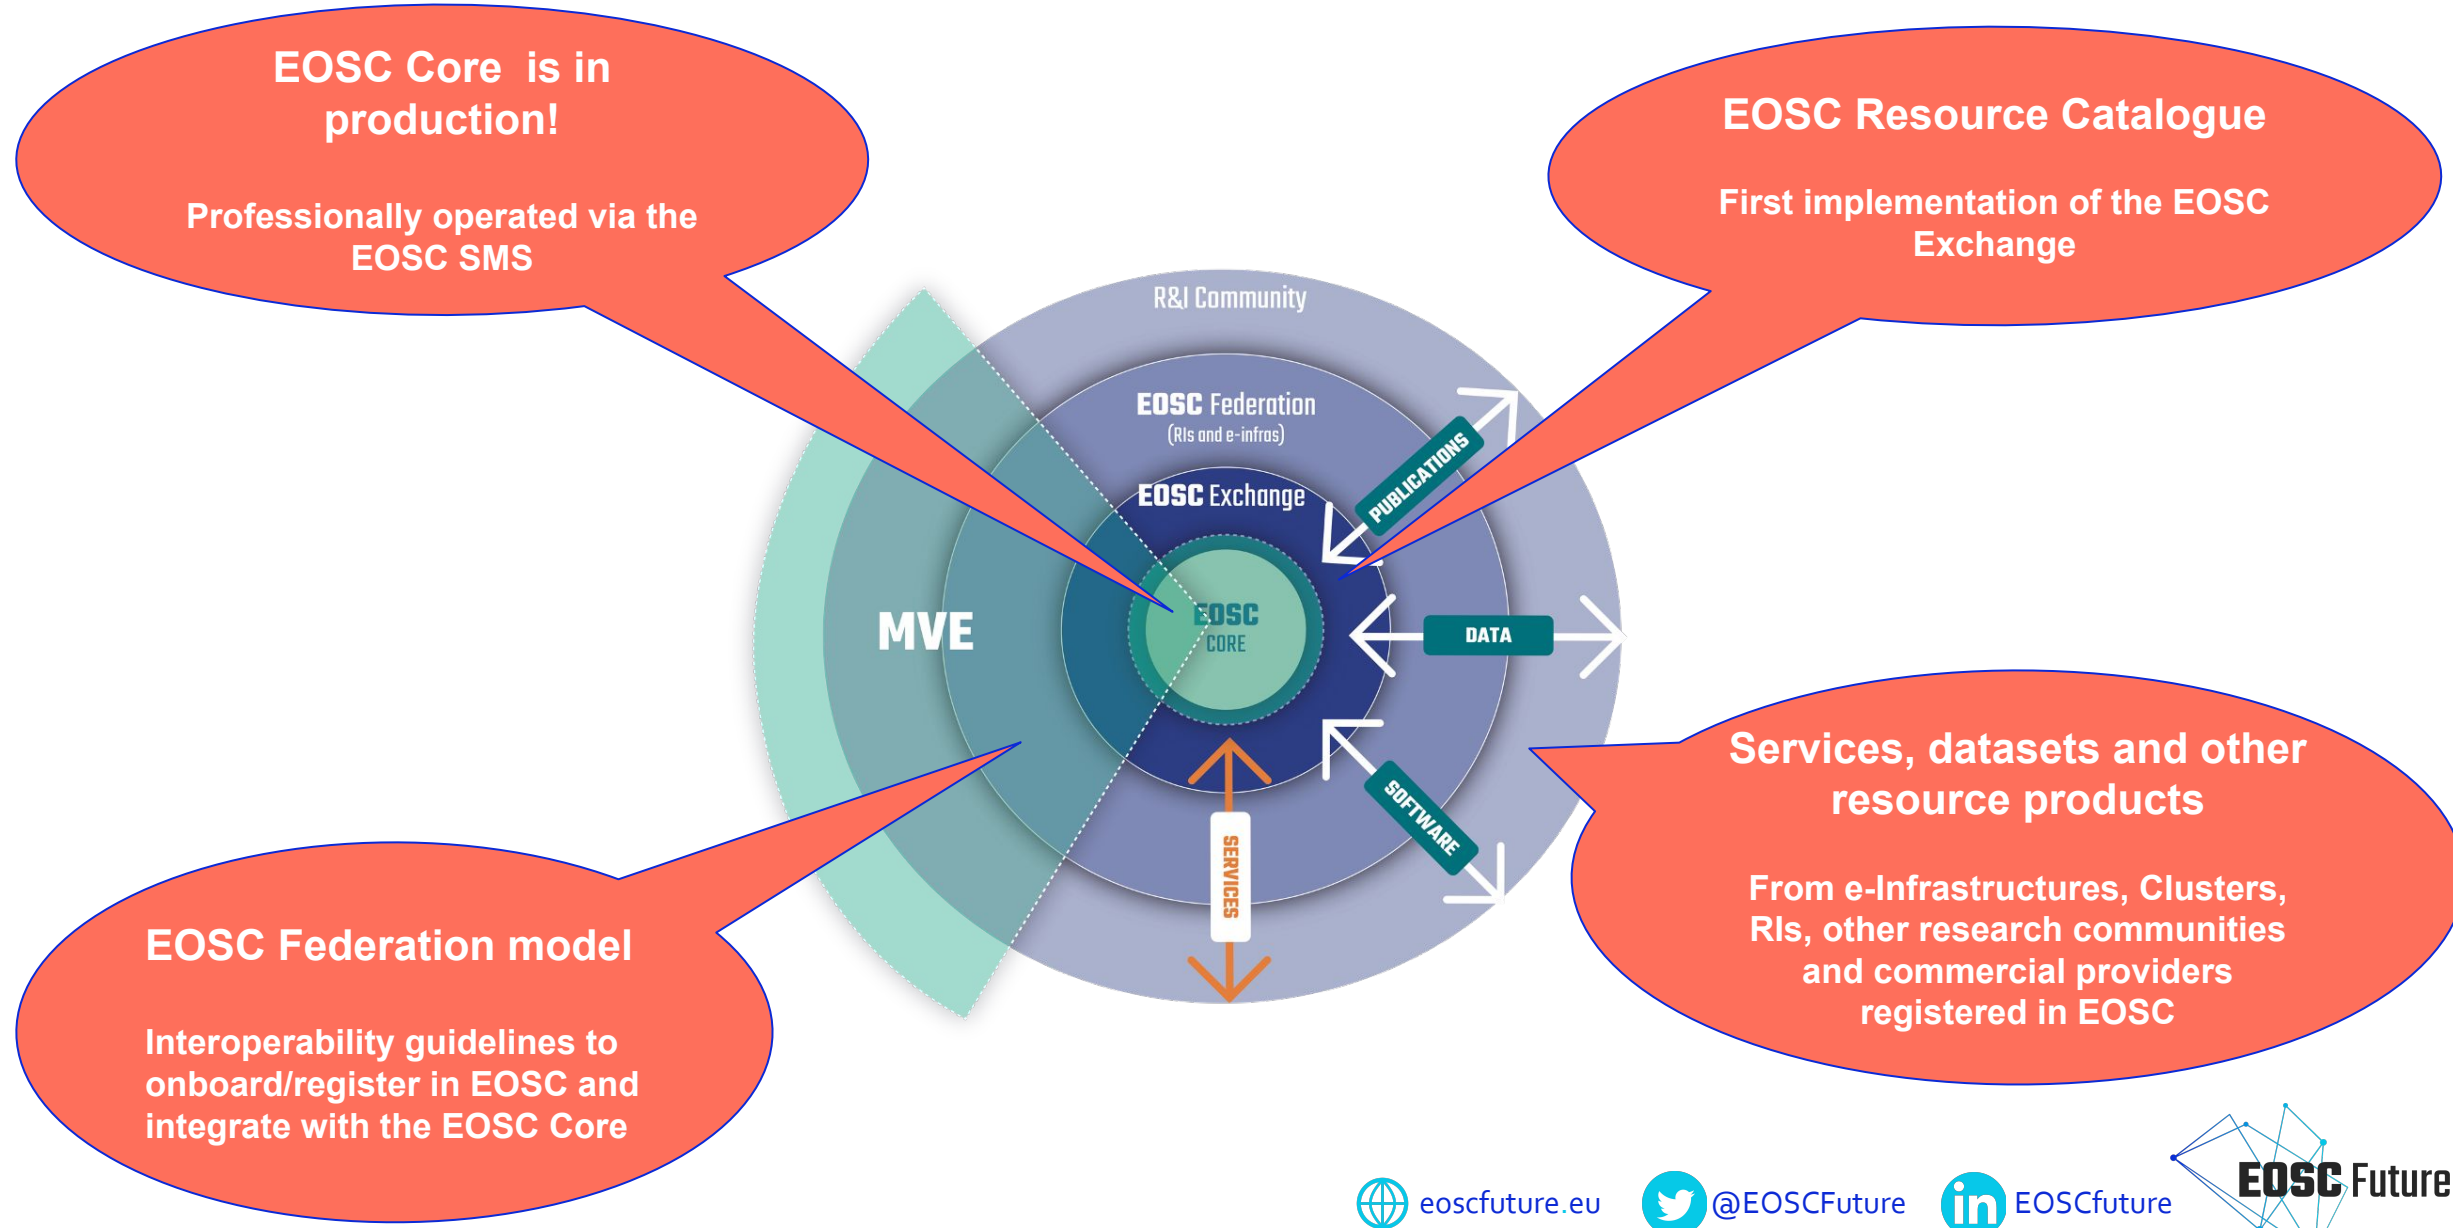 EOSC Core is in
production!
Professionally operated via the
EOSC SMS
EOSC Resource Catalogue
First implementation of the EOSC
Exchange
R&I Community
EOSC Federation
(RIs and e-infras)
EOSC Exchange
EOSC
CORE
MVE
PUBLICATIONS
DATA
SOFTWARE
SERVICES
Services, datasets and other
resource products
From e-Infrastructures, Clusters,
RIs, other research communities
and commercial providers
registered in EOSC
EOSC Federation model
Interoperability guidelines to
onboard/register in EOSC and
integrate with the EOSC Core
eoscfuture.eu
@EOSCFuture
in EOSCfuture
EOSC Future